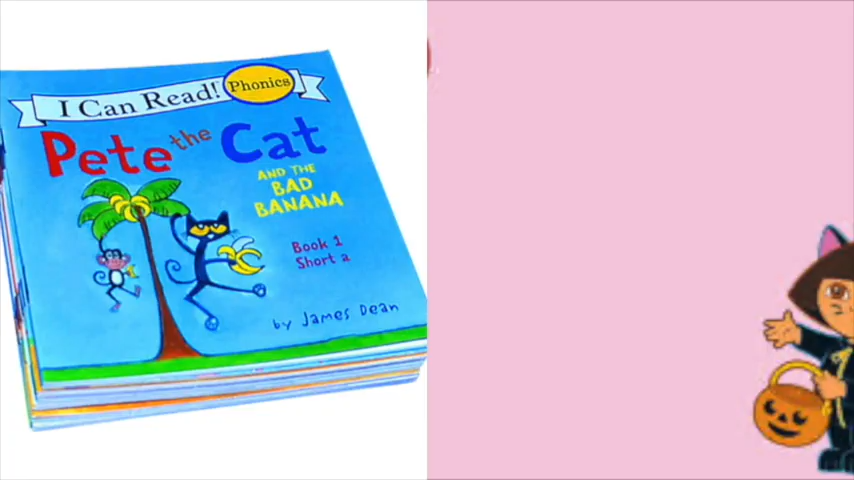 I Can Read!
Phonics
Pete the Cat
AND THE
BAD
BANANA
Book 1
Short a
by James Dean